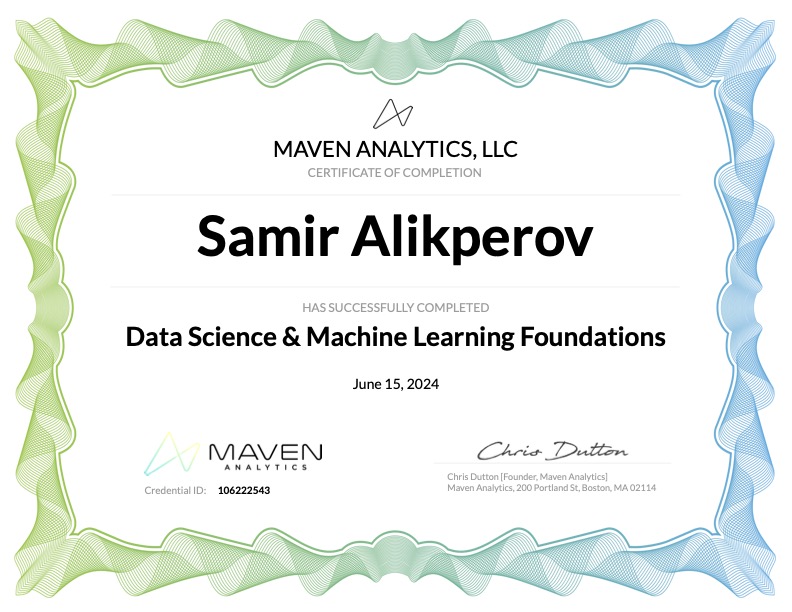 MAVEN ANALYTICS, LLC
CERTIFICATE OF COMPLETION
Samir Alikperov
HAS SUCCESSFULLY COMPLETED
Data Science & Machine Learning Foundations
June 15, 2024
MAVEN
ANALYTICS
Credential ID: 106222543
Chris Dutton
Chris Dutton [Founder, Maven Analytics]
Maven Analytics, 200 Portland St, Boston, MA 02114